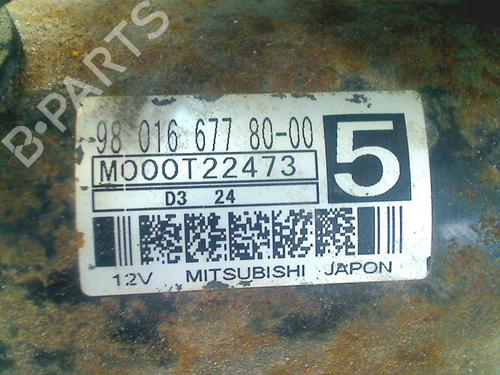 B-PARTS
98 016 677 80-00
M000T22473
5
D3 24
12V MITSUBISHI JAPON